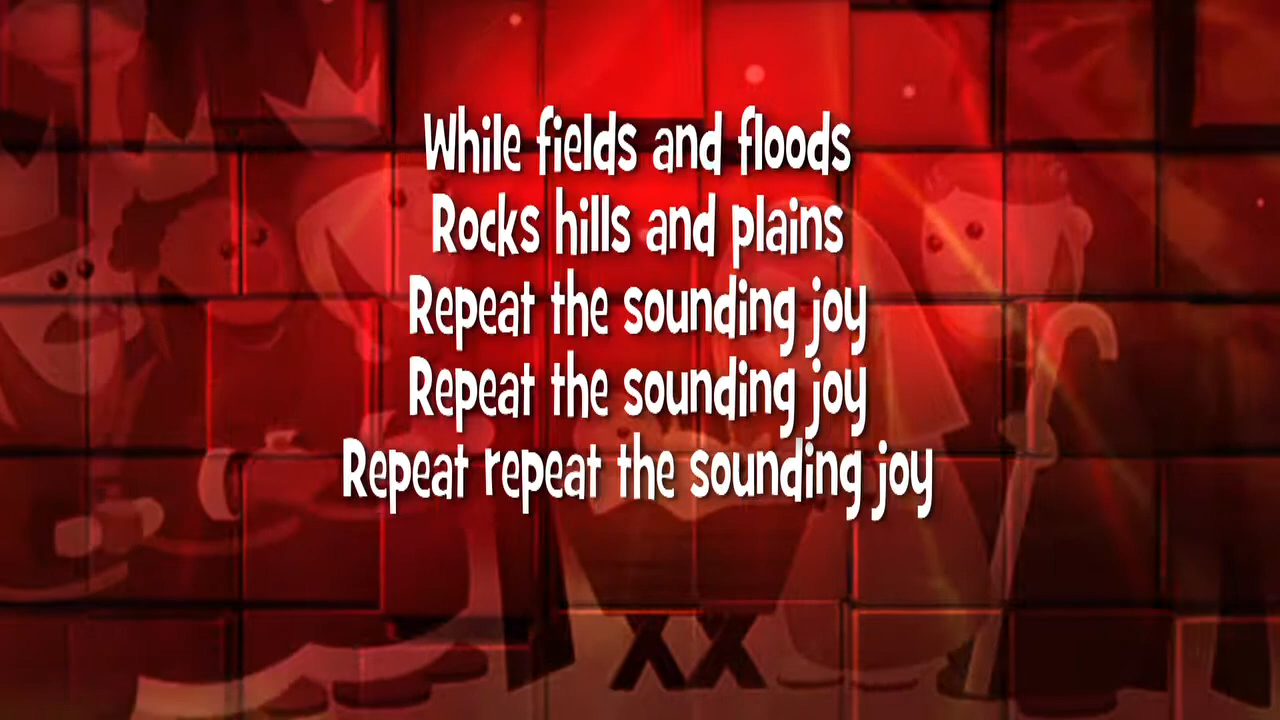 While fields and floods
Rocks hills and plains
Repeat the sounding joy
Repeat the sounding joy
Repeat repeat the sounding joy